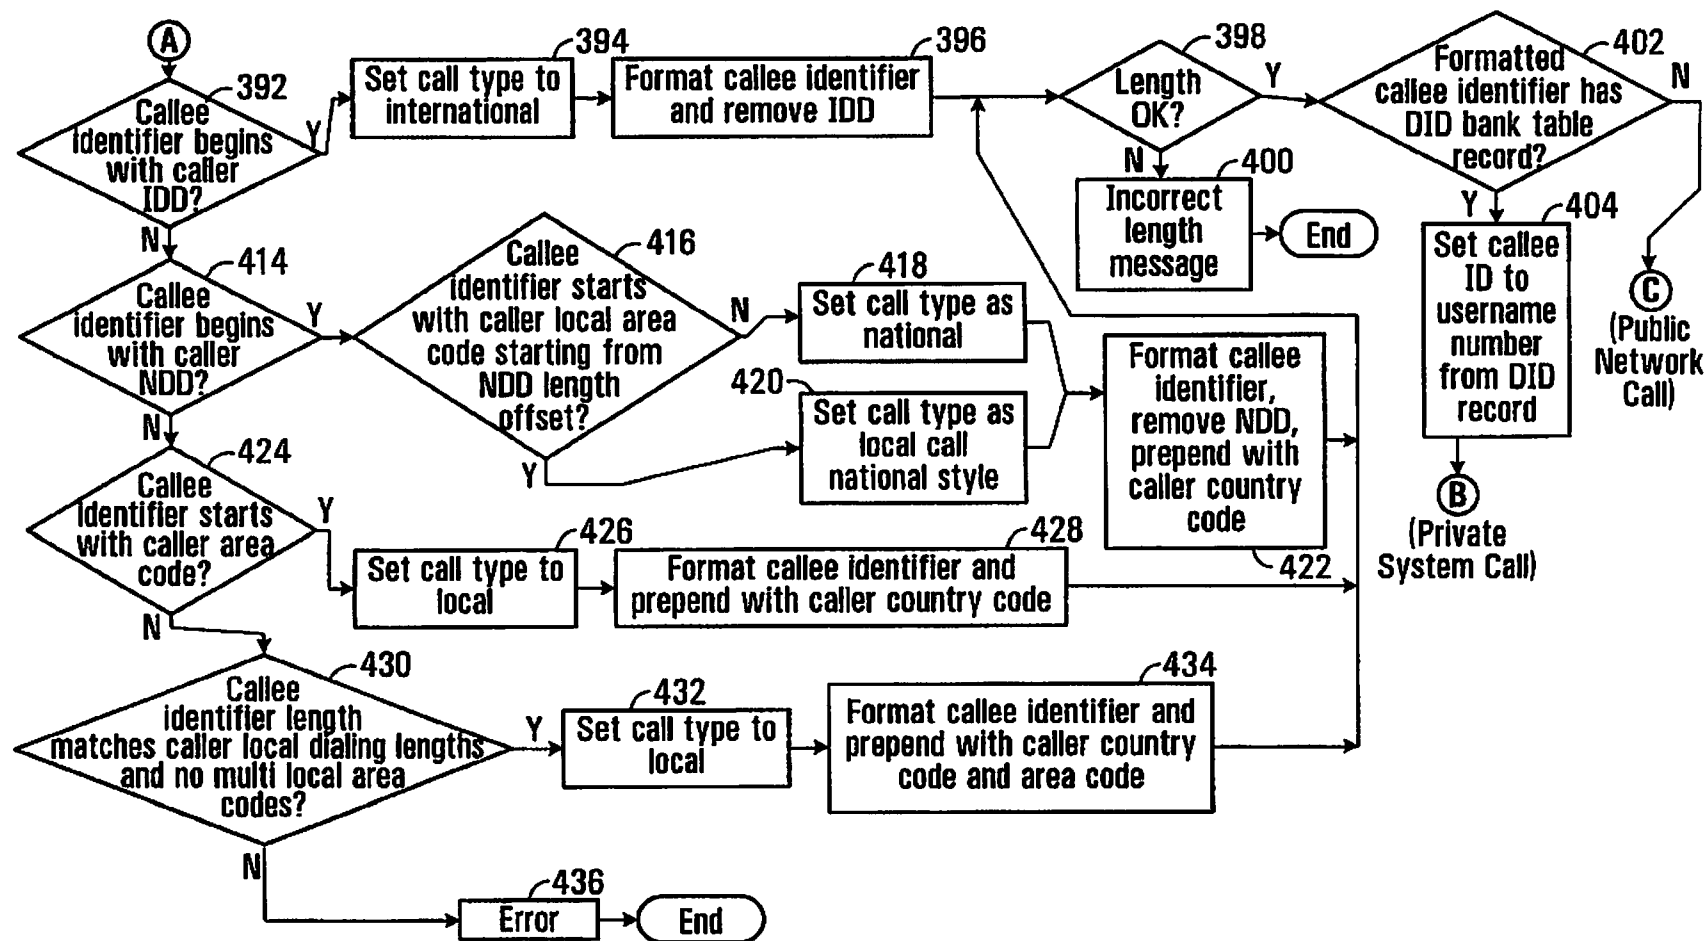 A
392
Callee
identifier begins
with caller
IDD?
Y
N
394
Set call type to
international
396
Format callee identifier
and remove IDD
398
Length
OK?
Y
N
400
Incorrect
length
message
End
402
Formatted
callee identifier has
DID bank table
record?
N
Y
404
Set callee
ID to
username
number
from DID
record
B
(Private
System Call)
C
(Public
Network
Call)
414
Callee
identifier begins
with caller
NDD?
Y
N
416
Callee
identifier starts
with caller local area
code starting from
NDD length
offset?
N
Y
418
Set call type as
national
420
Set call type as
local call
national style
Format callee
identifier,
remove NDD,
prepend with
caller country
code
422
424
Callee
identifier starts
with caller area
code?
Y
N
426
Set call type to
local
428
Format callee identifier and
prepend with caller country code
430
Callee
identifier length
matches caller local dialing lengths
and no multi local area
codes?
Y
N
432
Set call type to
local
434
Format callee identifier and
prepend with caller country
code and area code
436
Error
End